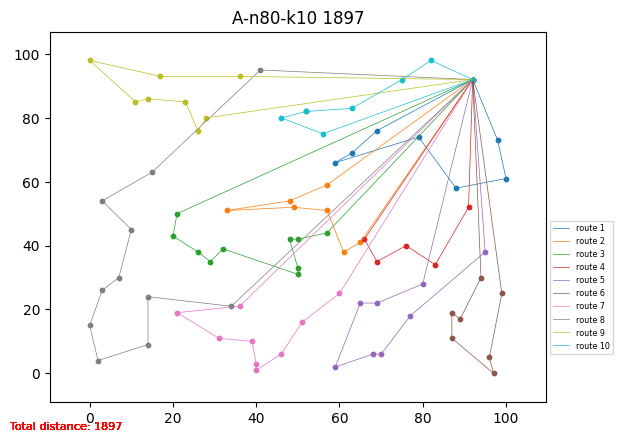 A-n80-k10 1897
100
80
60
40
20
0
0 20 40 60 80 100
route 1
route 2
route 3
route 4
route 5
route 6
route 7
route 8
route 9
route 10
Total distance: 1897